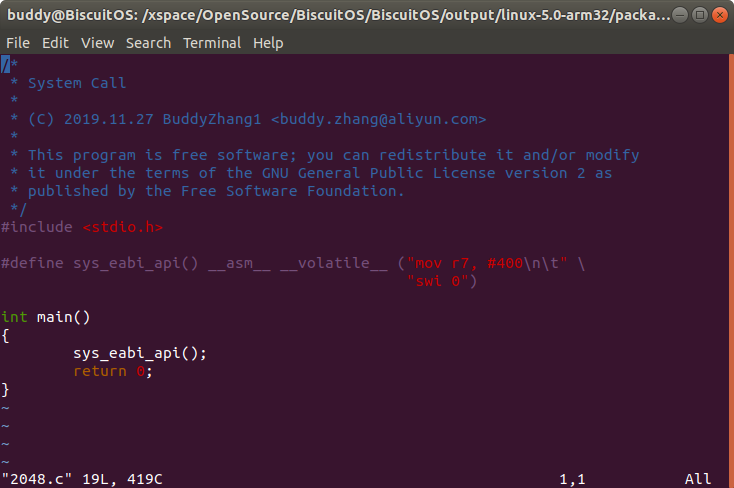 buddy@BiscuitOS: /xspace/OpenSource/BiscuitOS/BiscuitOS/output/linux-5.0-arm32/packa...
File Edit View Search Terminal Help
/*
 * System Call
 *
 * (C) 2019.11.27 BuddyZhang1 <buddy.zhang@aliyun.com>
 *
 * This program is free software; you can redistribute it and/or modify
 * it under the terms of the GNU General Public License version 2 as
 * published by the Free Software Foundation.
 */
#include <stdio.h>
#define sys_eabi_api() __asm__ __volatile__ ("mov r7, #400\n\t" \
                                             "swi 0")
int main()
{
        sys_eabi_api();
        return 0;
}
~
~
~
~
"2048.c" 19L, 419C 1,1 All